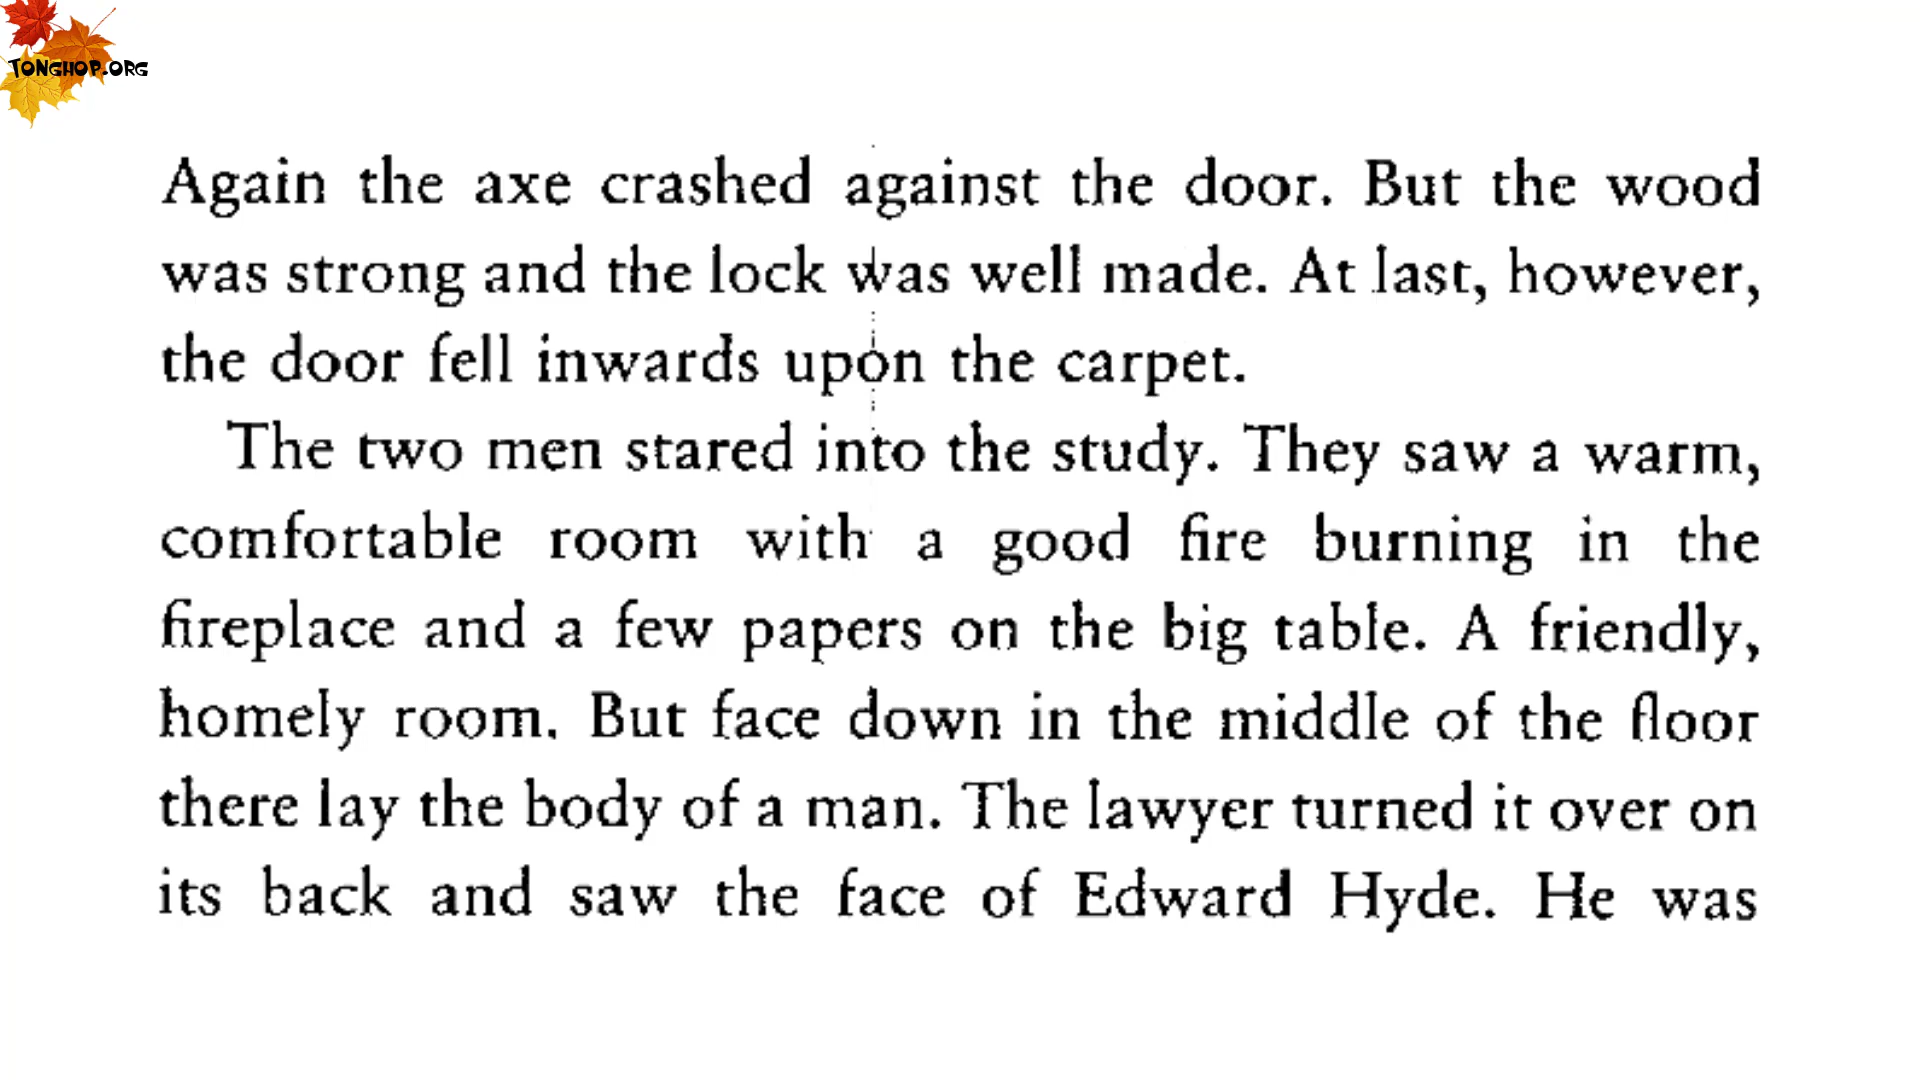 TONGHOP.ORG
Again the axe crashed against the door. But the wood
was strong and the lock was well made. At last, however,
the door fell inwards upon the carpet.
The two men stared into the study. They saw a warm,
comfortable room with a good fire burning in the
fireplace and a few papers on the big table. A friendly,
homely room. But face down in the middle of the floor
there lay the body of a man. The lawyer turned it over on
its back and saw the face of Edward Hyde. He was